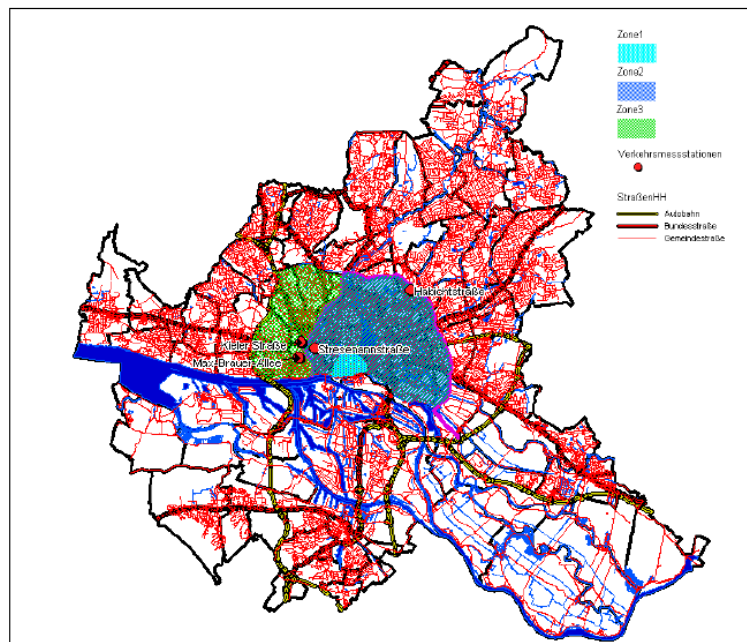 Zone1
Zone2
Zone3
Verkehrsmessstationen
StraßenHH
Autobahn
Bundesstraße
Gemeindestraße
Habichtstraße
Kieler Straße
Stresemannstraße
Max-Brauer-Allee